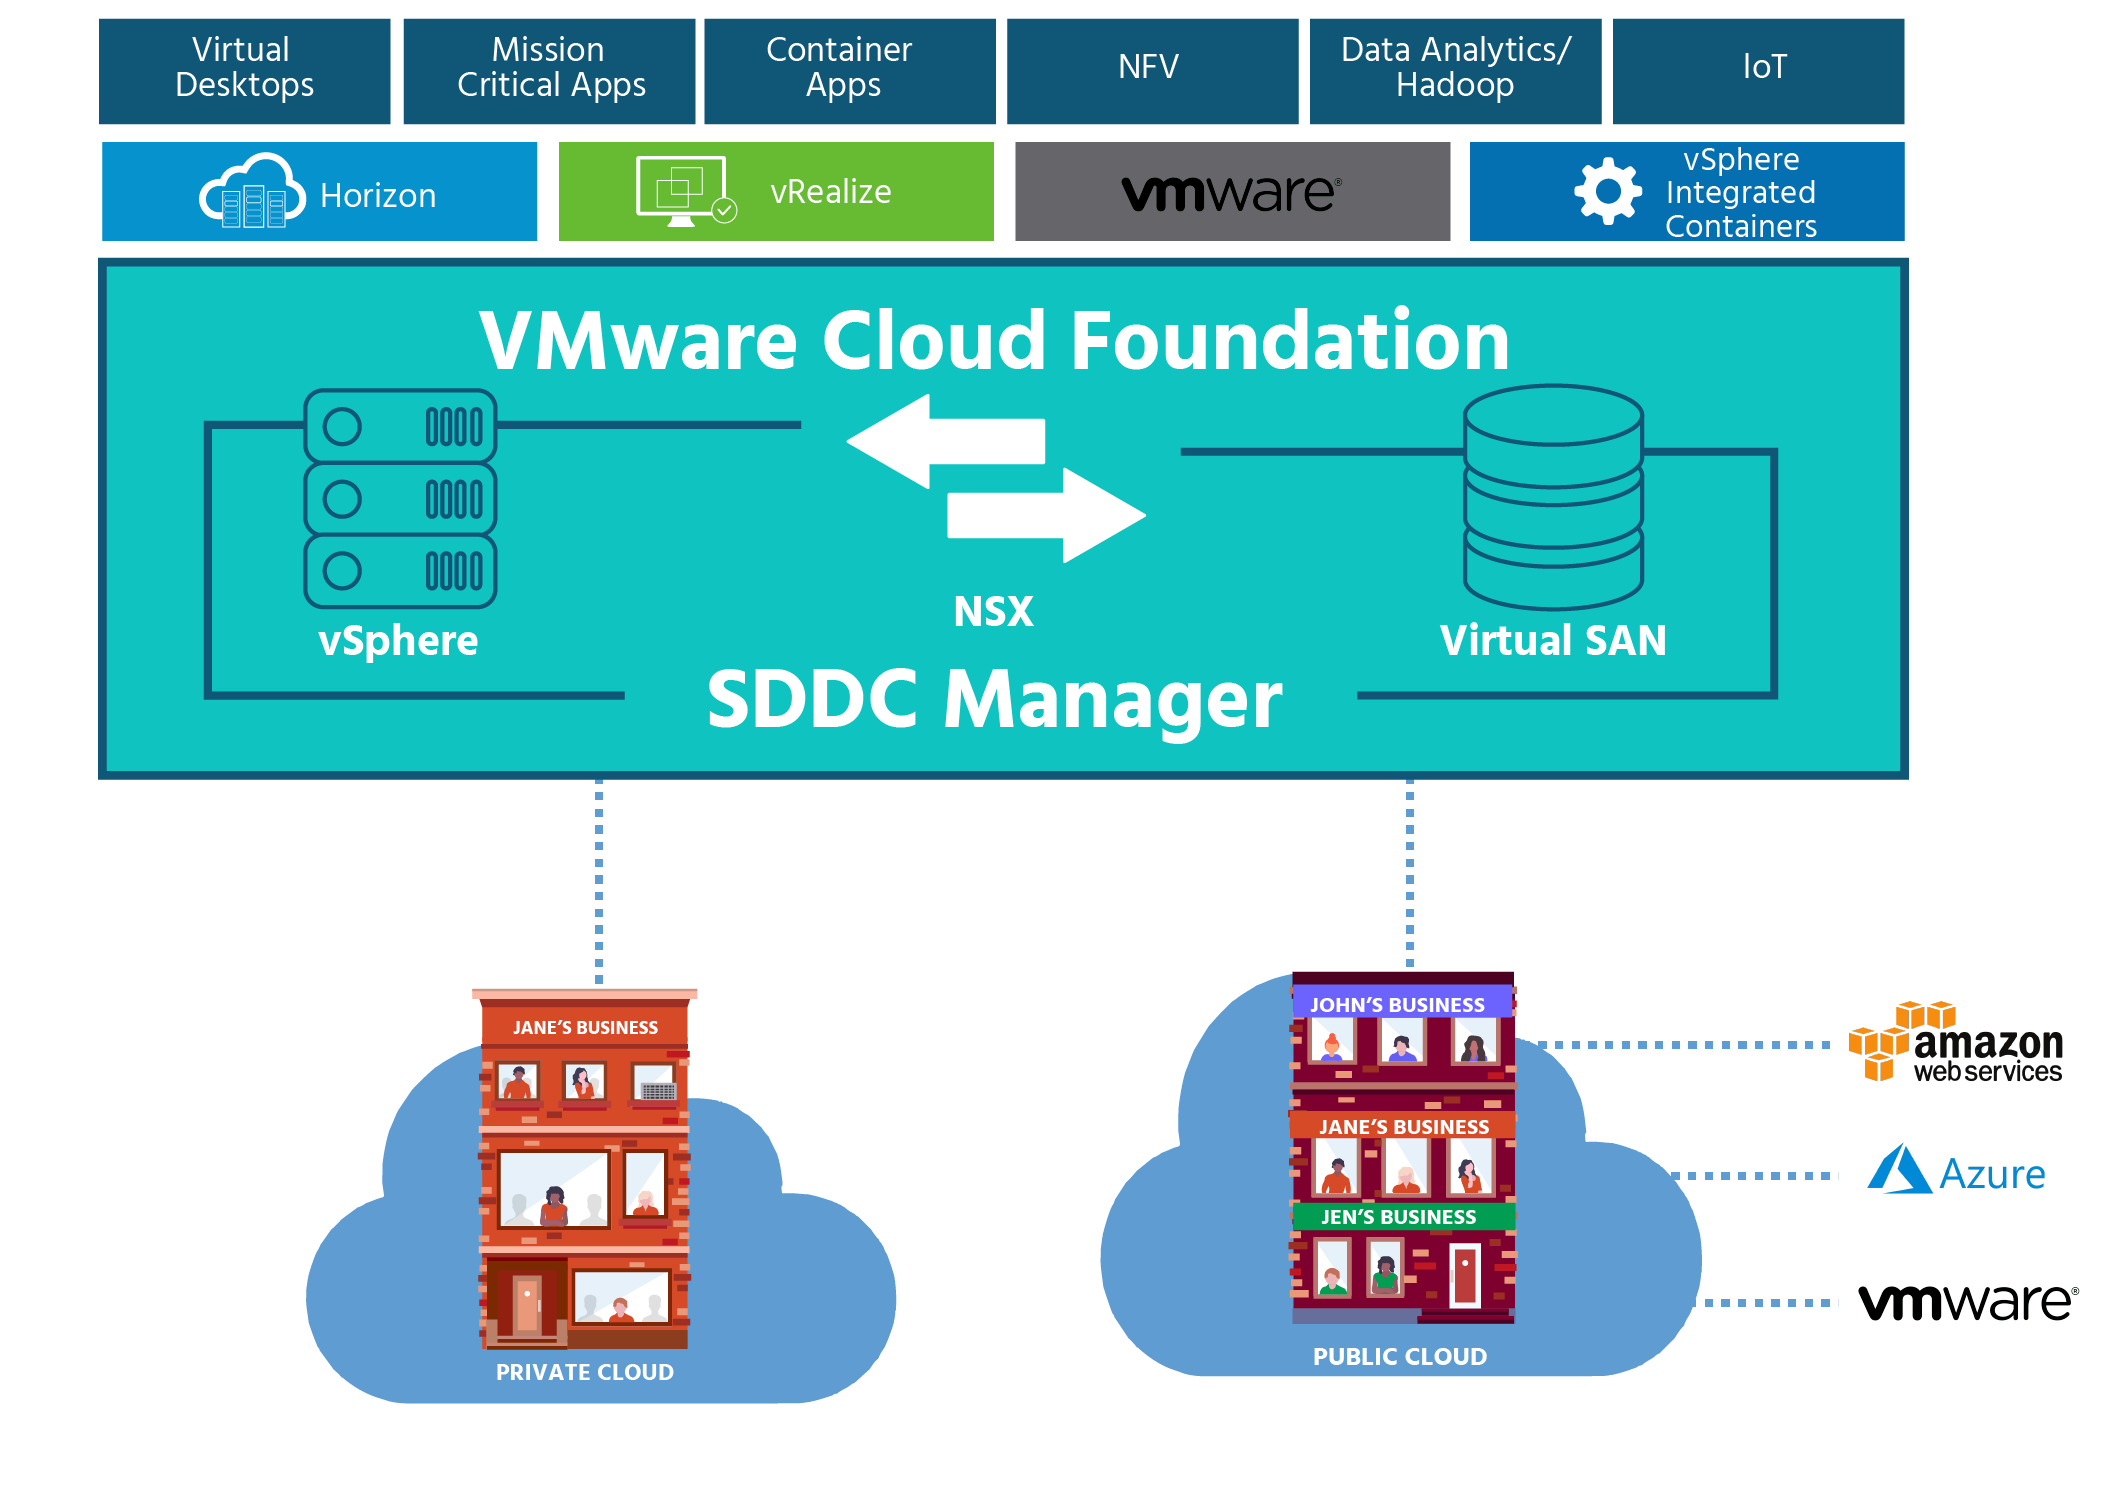 Virtual
Desktops
Mission
Critical Apps
Container
Apps
NFV
Data Analytics/
Hadoop
IoT
Horizon
vRealize
vmware®
vSphere
Integrated
Containers
VMware Cloud Foundation
vSphere
NSX
Virtual SAN
SDDC Manager
JANE'S BUSINESS
PRIVATE CLOUD
JOHN'S BUSINESS
JANE'S BUSINESS
JEN'S BUSINESS
PUBLIC CLOUD
amazon
web services
Azure
vmware®